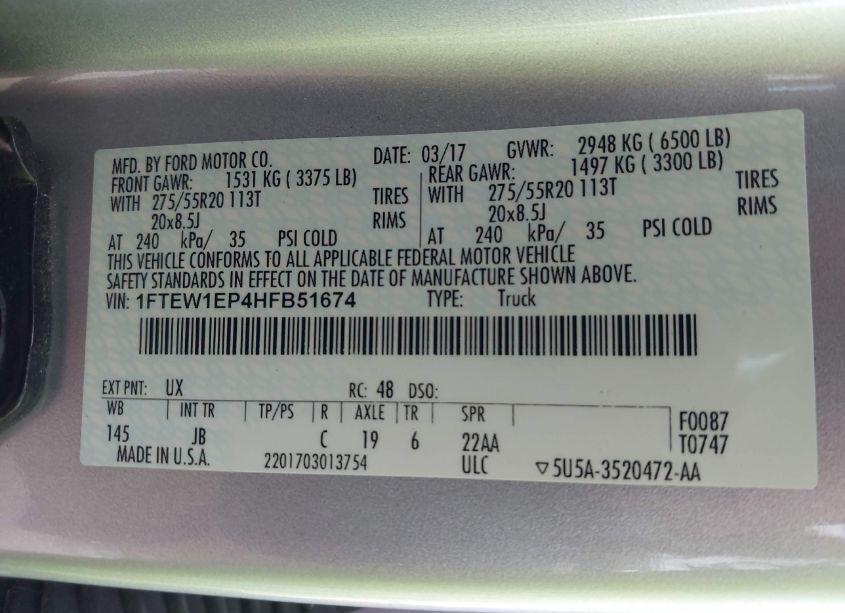 MFD. BY FORD MOTOR CO. DATE: 03/17 GVWR: 2948 KG ( 6500 LB)
FRONT GAWR: 1531 KG ( 3375 LB) REAR GAWR: 1497 KG ( 3300 LB)
WITH 275/55R20 113T TIRES WITH 275/55R20 113T TIRES
20x8.5J RIMS 20x8.5J RIMS
AT 240 kPa/ 35 PSI COLD AT 240 kPa/ 35 PSI COLD
THIS VEHICLE CONFORMS TO ALL APPLICABLE FEDERAL MOTOR VEHICLE
SAFETY STANDARDS IN EFFECT ON THE DATE OF MANUFACTURE SHOWN ABOVE.
VIN: 1FTEW1EP4HFB51674 TYPE: Truck
EXT PNT: UX RC: 48 DSO:
WB INT TR TP/PS R AXLE TR SPR F0087
145 JB C 19 6 22AA T0747
MADE IN U.S.A. 2201703013754 ULC ▽5U5A-3520472-AA